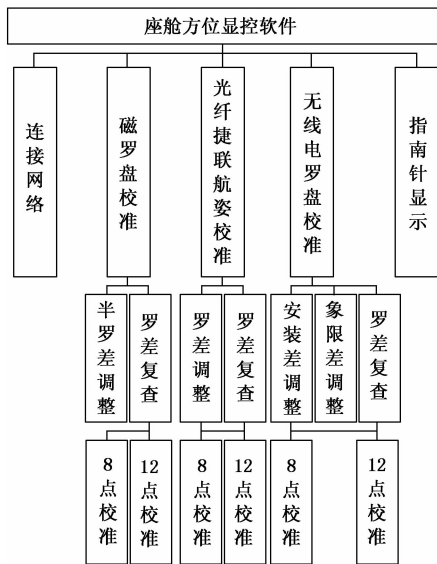 座舱方位显控软件
连接网络
磁罗盘校准
光纤捷联航姿校准
无线电罗盘校准
指南针显示
半罗差调整
罗差复查
罗差调整
罗差复查
安装差调整
象限差调整
罗差复查
8点校准
12点校准
8点校准
12点校准
8点校准
12点校准